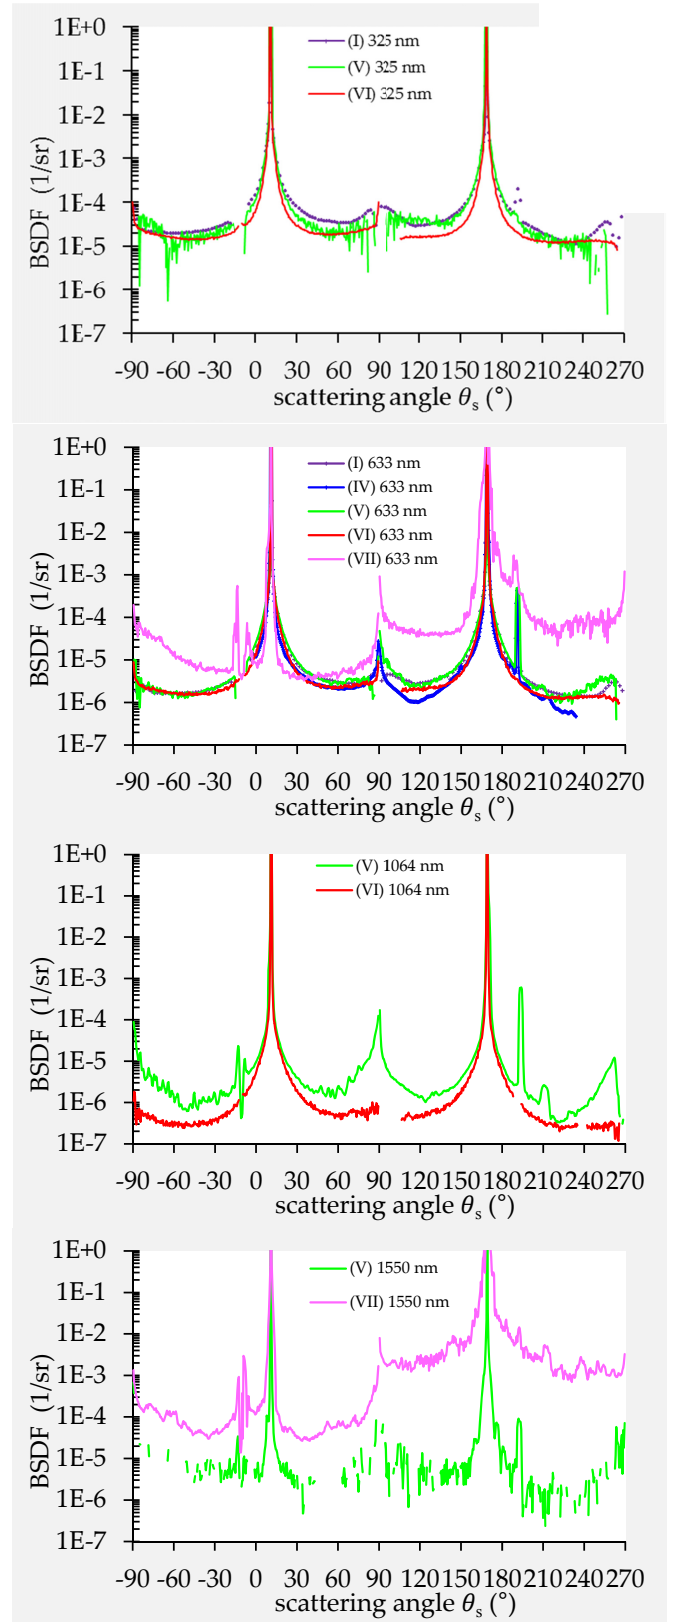 1E+0
(I) 325 nm
(V) 325 nm
(VI) 325 nm
1E-1
1E-2
1E-3
1E-4
1E-5
1E-6
1E-7
BSDF (1/sr)
-90 -60 -30 0 30 60 90 120 150 180 210 240 270
scattering angle θs (°)
1E+0
(I) 633 nm
(IV) 633 nm
(V) 633 nm
(VI) 633 nm
(VII) 633 nm
1E-1
1E-2
1E-3
1E-4
1E-5
1E-6
1E-7
BSDF (1/sr)
-90 -60 -30 0 30 60 90 120 150 180 210 240 270
scattering angle θs (°)
1E+0
(V) 1064 nm
(VI) 1064 nm
1E-1
1E-2
1E-3
1E-4
1E-5
1E-6
1E-7
BSDF (1/sr)
-90 -60 -30 0 30 60 90 120 150 180 210 240 270
scattering angle θs (°)
1E+0
(V) 1550 nm
(VII) 1550 nm
1E-1
1E-2
1E-3
1E-4
1E-5
1E-6
1E-7
BSDF (1/sr)
-90 -60 -30 0 30 60 90 120 150 180 210 240 270
scattering angle θs (°)